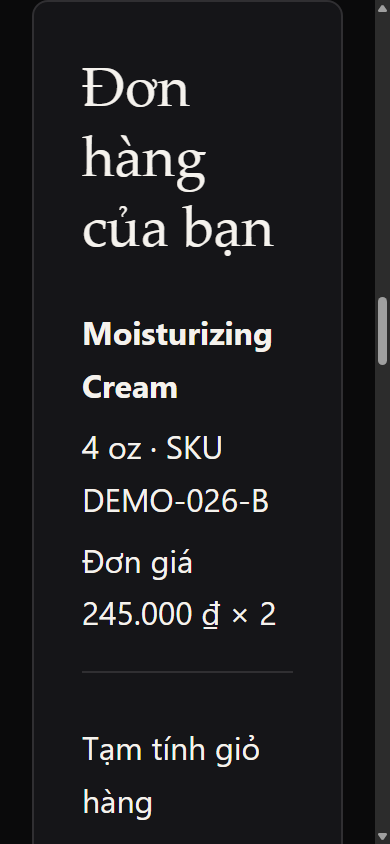 Đơn
hàng
của bạn
Moisturizing
Cream
4 oz · SKU
DEMO-026-B
Đơn giá
245.000 ₫ × 2
Tạm tính giỏ
hàng